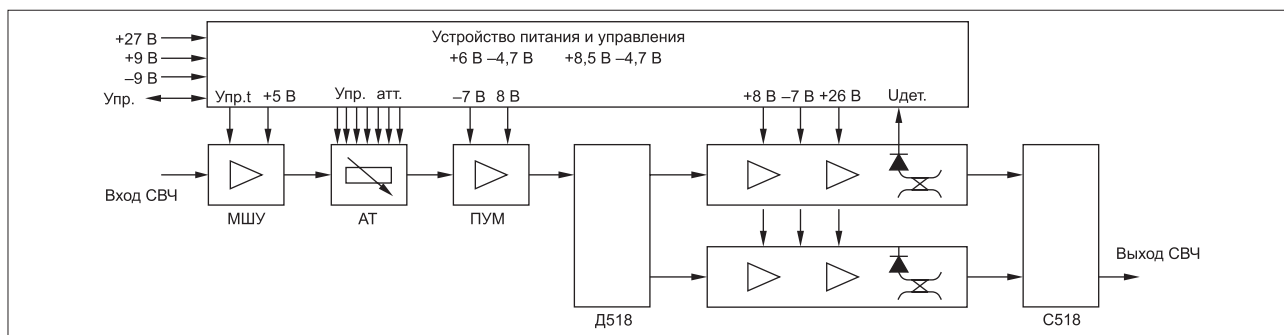 +27 В
+9 В
–9 В
Упр.
Устройство питания и управления
+6 В –4,7 В +8,5 В –4,7 В
Упр.t +5 В Упр. атт. –7 В 8 В +8 В –7 В +26 В Uдет.
Вход СВЧ
МШУ АТ ПУМ
Выход СВЧ
Д518 С518